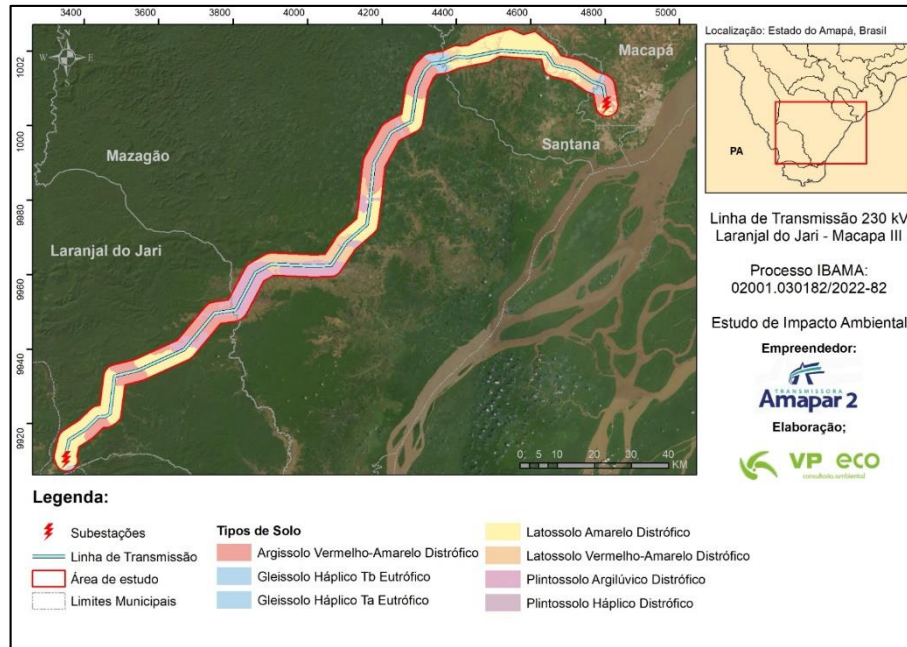 3400 3600 3800 4000 4200 4400 4600 4800 5000
1002
1000
9980
9960
9940
9920
N
W E
S
Macapá
Santana
Mazagão
Laranjal do Jari
0 5 10 20 30 40
KM
Localização: Estado do Amapá, Brasil
PA
Linha de Transmissão 230 kV
Laranjal do Jari - Macapa III
Processo IBAMA:
02001.030182/2022-82
Estudo de Impacto Ambiental
Empreendedor:
TRANSMISSORA
Amapar 2
Elaboração;
VP eco
consultoria ambiental
Legenda:
Subestações
Linha de Transmissão
Área de estudo
Limites Municipais
Tipos de Solo
Argissolo Vermelho-Amarelo Distrófico
Gleissolo Háplico Tb Eutrófico
Gleissolo Háplico Ta Eutrófico
Latossolo Amarelo Distrófico
Latossolo Vermelho-Amarelo Distrófico
Plintossolo Argilúvico Distrófico
Plintossolo Háplico Distrófico